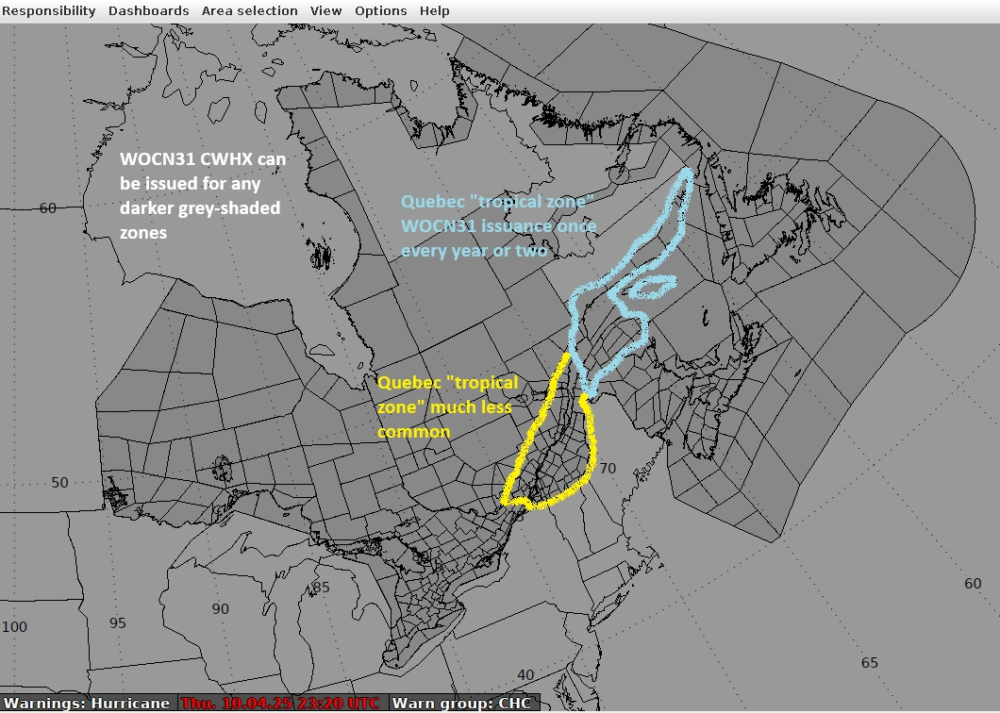 Responsibility Dashboards Area selection View Options Help
WOCN31 CWHX can
be issued for any
darker grey-shaded
zones
Quebec "tropical zone"
WOCN31 issuance once
every year or two
60
Quebec "tropical
zone" much less
common
50
70
75
80
85
90
95
100
60
65
40
Warnings: Hurricane Thu. 10.04.25 23:20 UTC Warn group: CHC